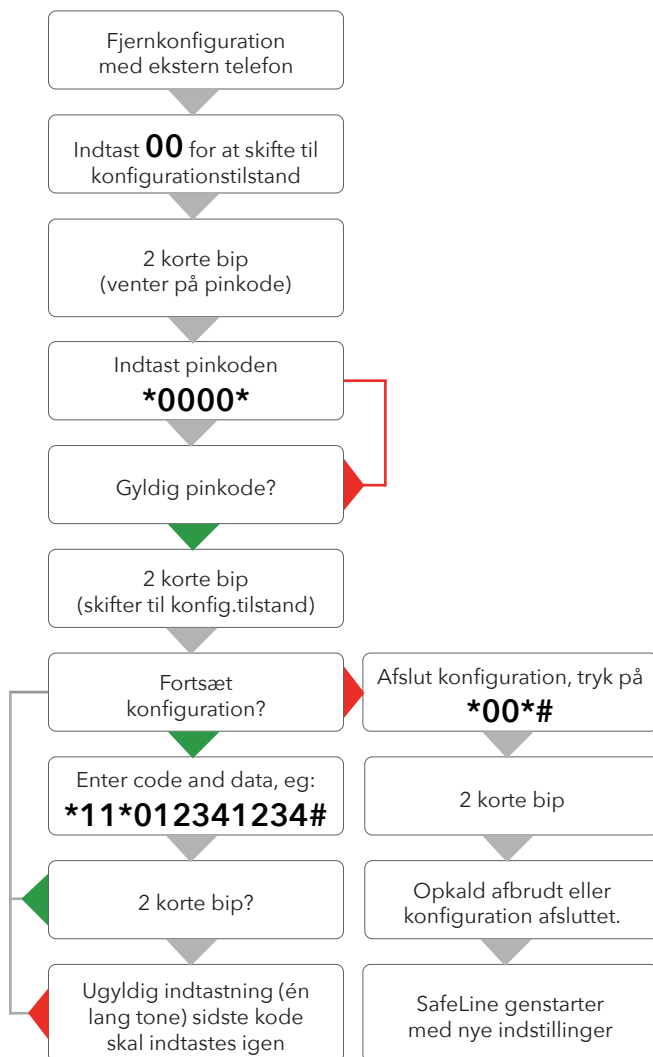 Fjernkonfiguration
med ekstern telefon
Indtast 00 for at skifte til
konfigurationstilstand
2 korte bip
(venter på pinkode)
Indtast pinkoden
*0000*
Gyldig pinkode?
2 korte bip
(skifter til konfig.tilstand)
Fortsæt
konfiguration?
Afslut konfiguration, tryk på
*00*#
Enter code and data, eg:
*11*012341234#
2 korte bip
2 korte bip?
Opkald afbrudt eller
konfiguration afsluttet.
Ugyldig indtastning (én
lang tone) sidste kode
skal indtastes igen
SafeLine genstarter
med nye indstillinger